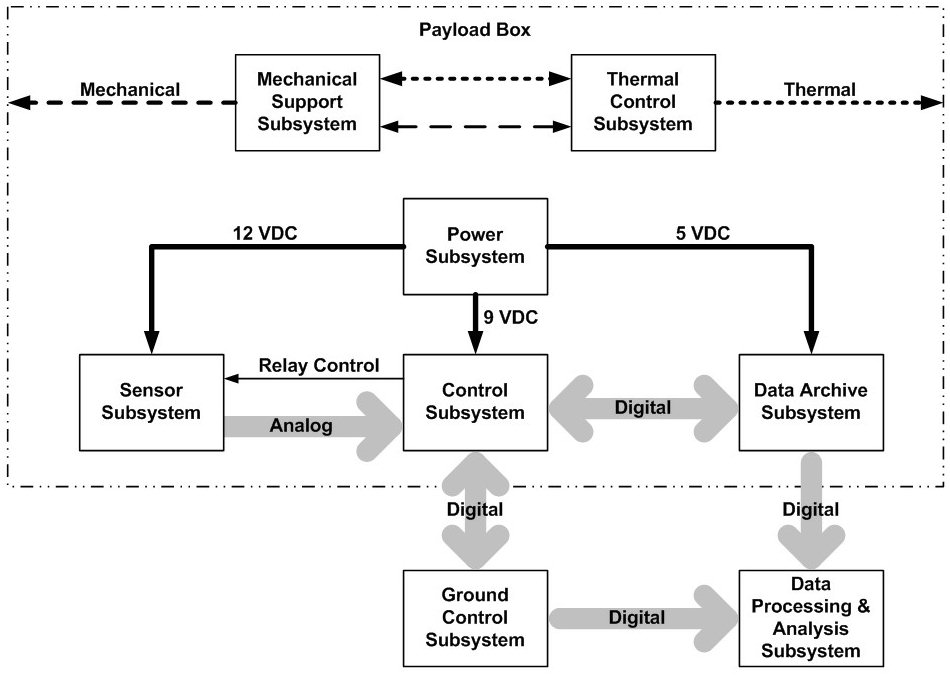 Payload Box
Mechanical
Mechanical
Support
Subsystem
Thermal
Control
Subsystem
Thermal
Power
Subsystem
12 VDC
5 VDC
9 VDC
Sensor
Subsystem
Relay Control
Analog
Control
Subsystem
Digital
Data Archive
Subsystem
Digital
Digital
Ground
Control
Subsystem
Digital
Data
Processing &
Analysis
Subsystem